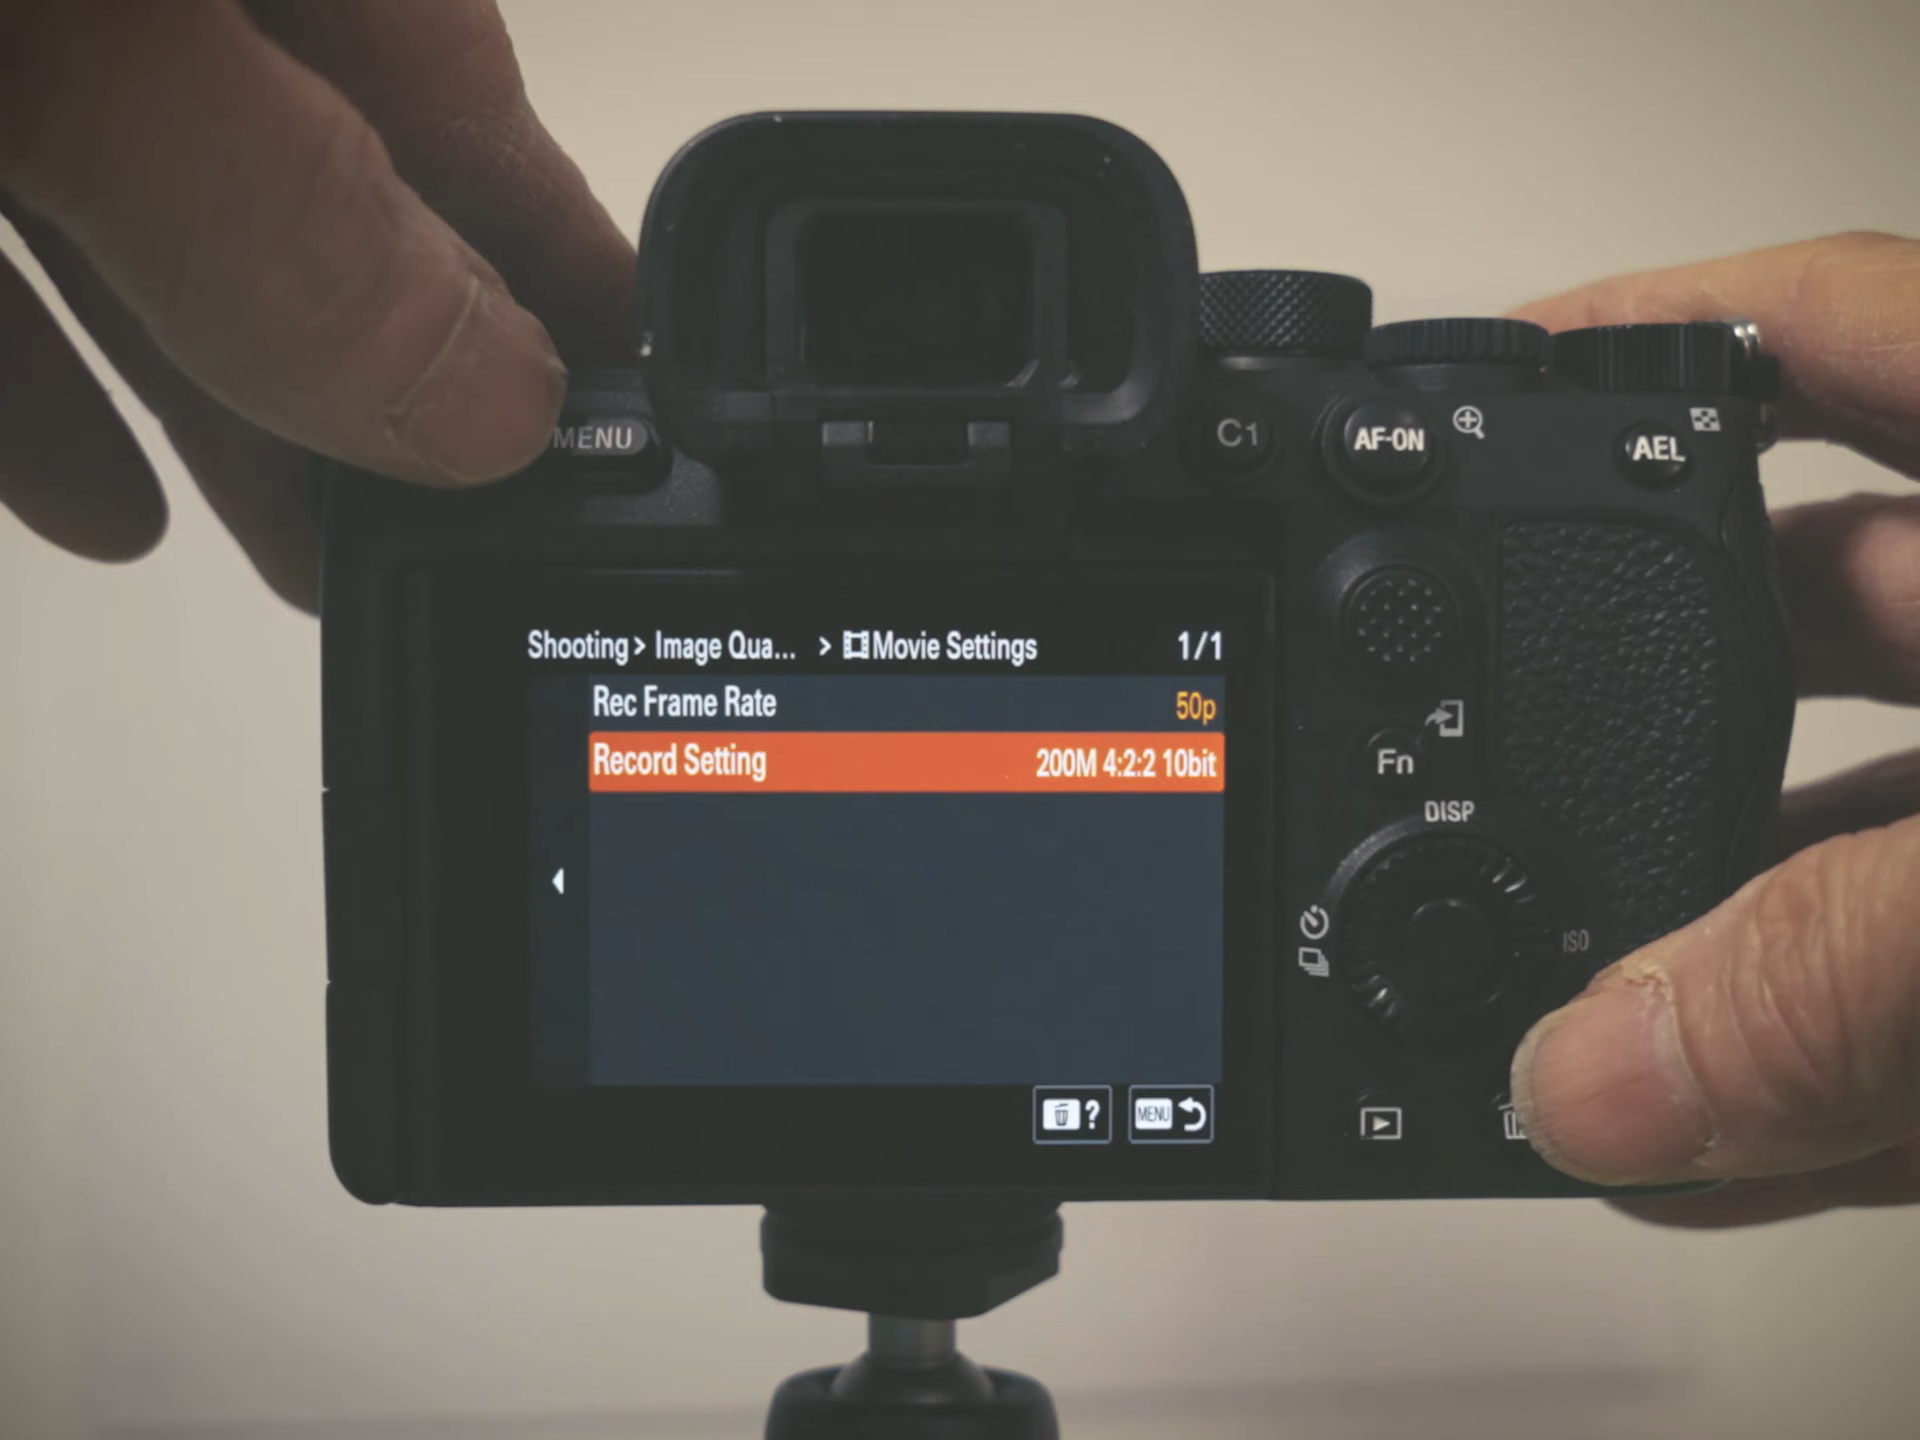 MENU
C1
AF-ON
AEL
Shooting > Image Qua... > Movie Settings 1/1
Rec Frame Rate 50p
Record Setting 200M 4:2:2 10bit
Fn
DISP
ISO
?
MENU